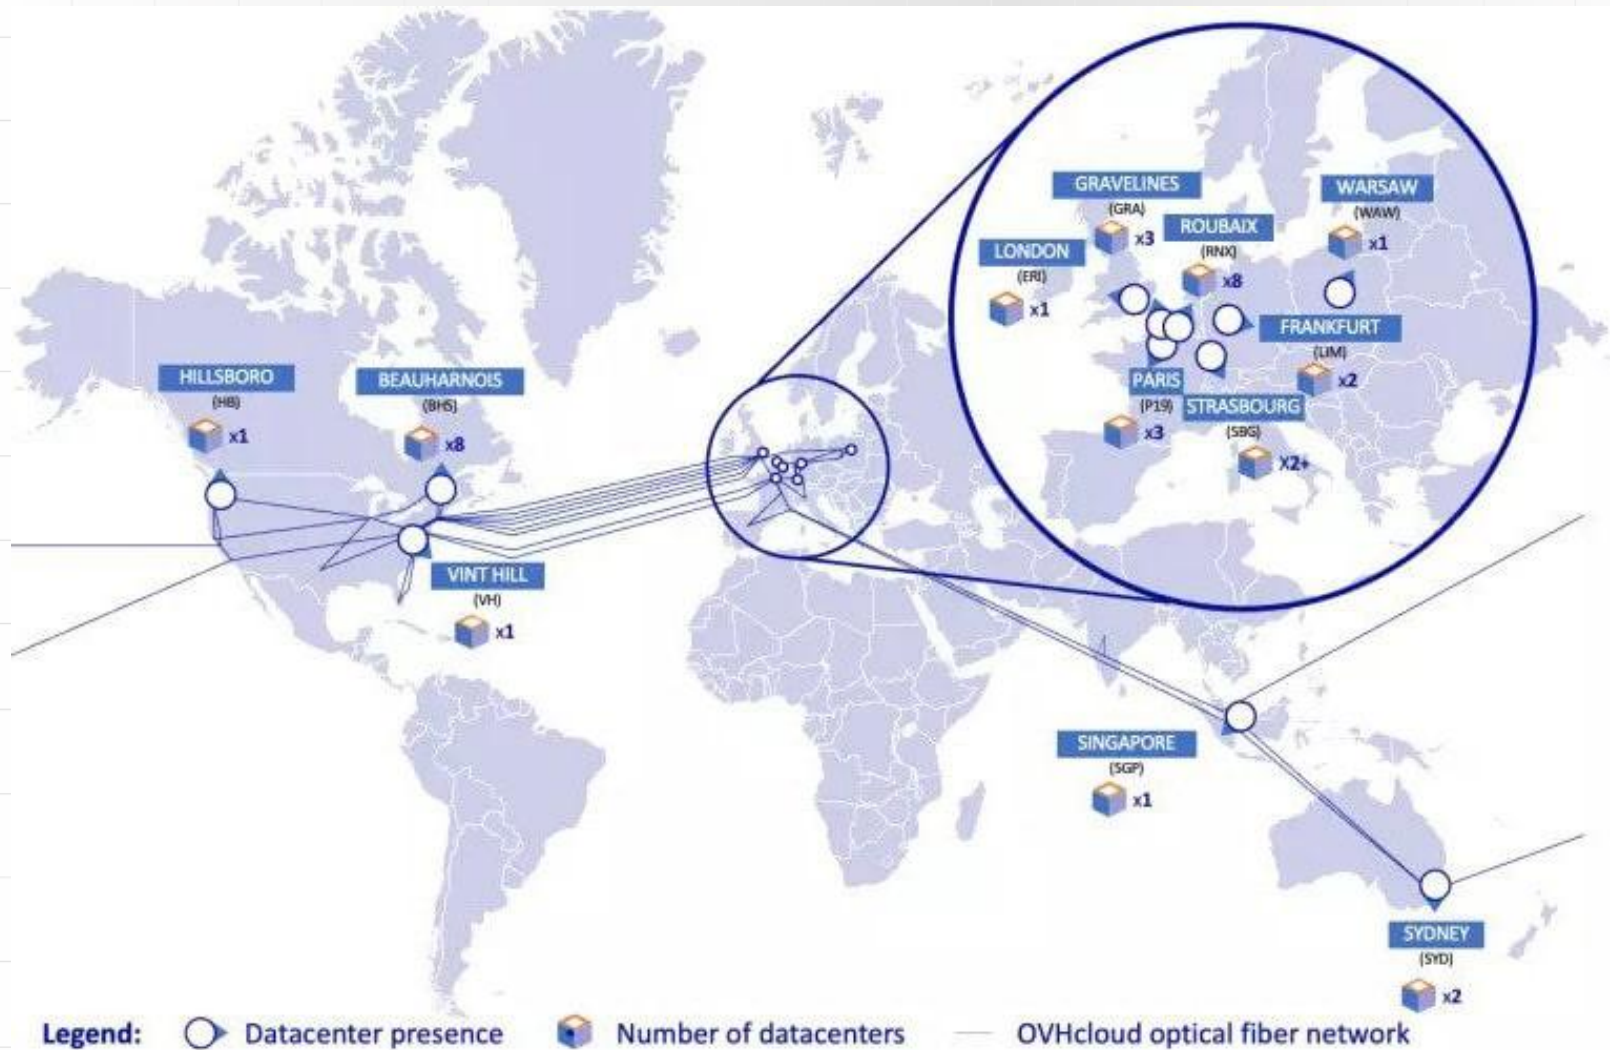 GRAVELINES
(GRA)
x3
WARSAW
(WAW)
x1
ROUBAIX
(RNX)
x8
LONDON
(ERI)
x1
FRANKFURT
(LIM)
x2
PARIS
(P19)
x3
STRASBOURG
(SBG)
X2+
HILLSBORO
(HB)
x1
BEAUHARNOIS
(BHS)
x8
VINT HILL
(VH)
x1
SINGAPORE
(SGP)
x1
SYDNEY
(SYD)
x2
Legend: Datacenter presence Number of datacenters OVHcloud optical fiber network